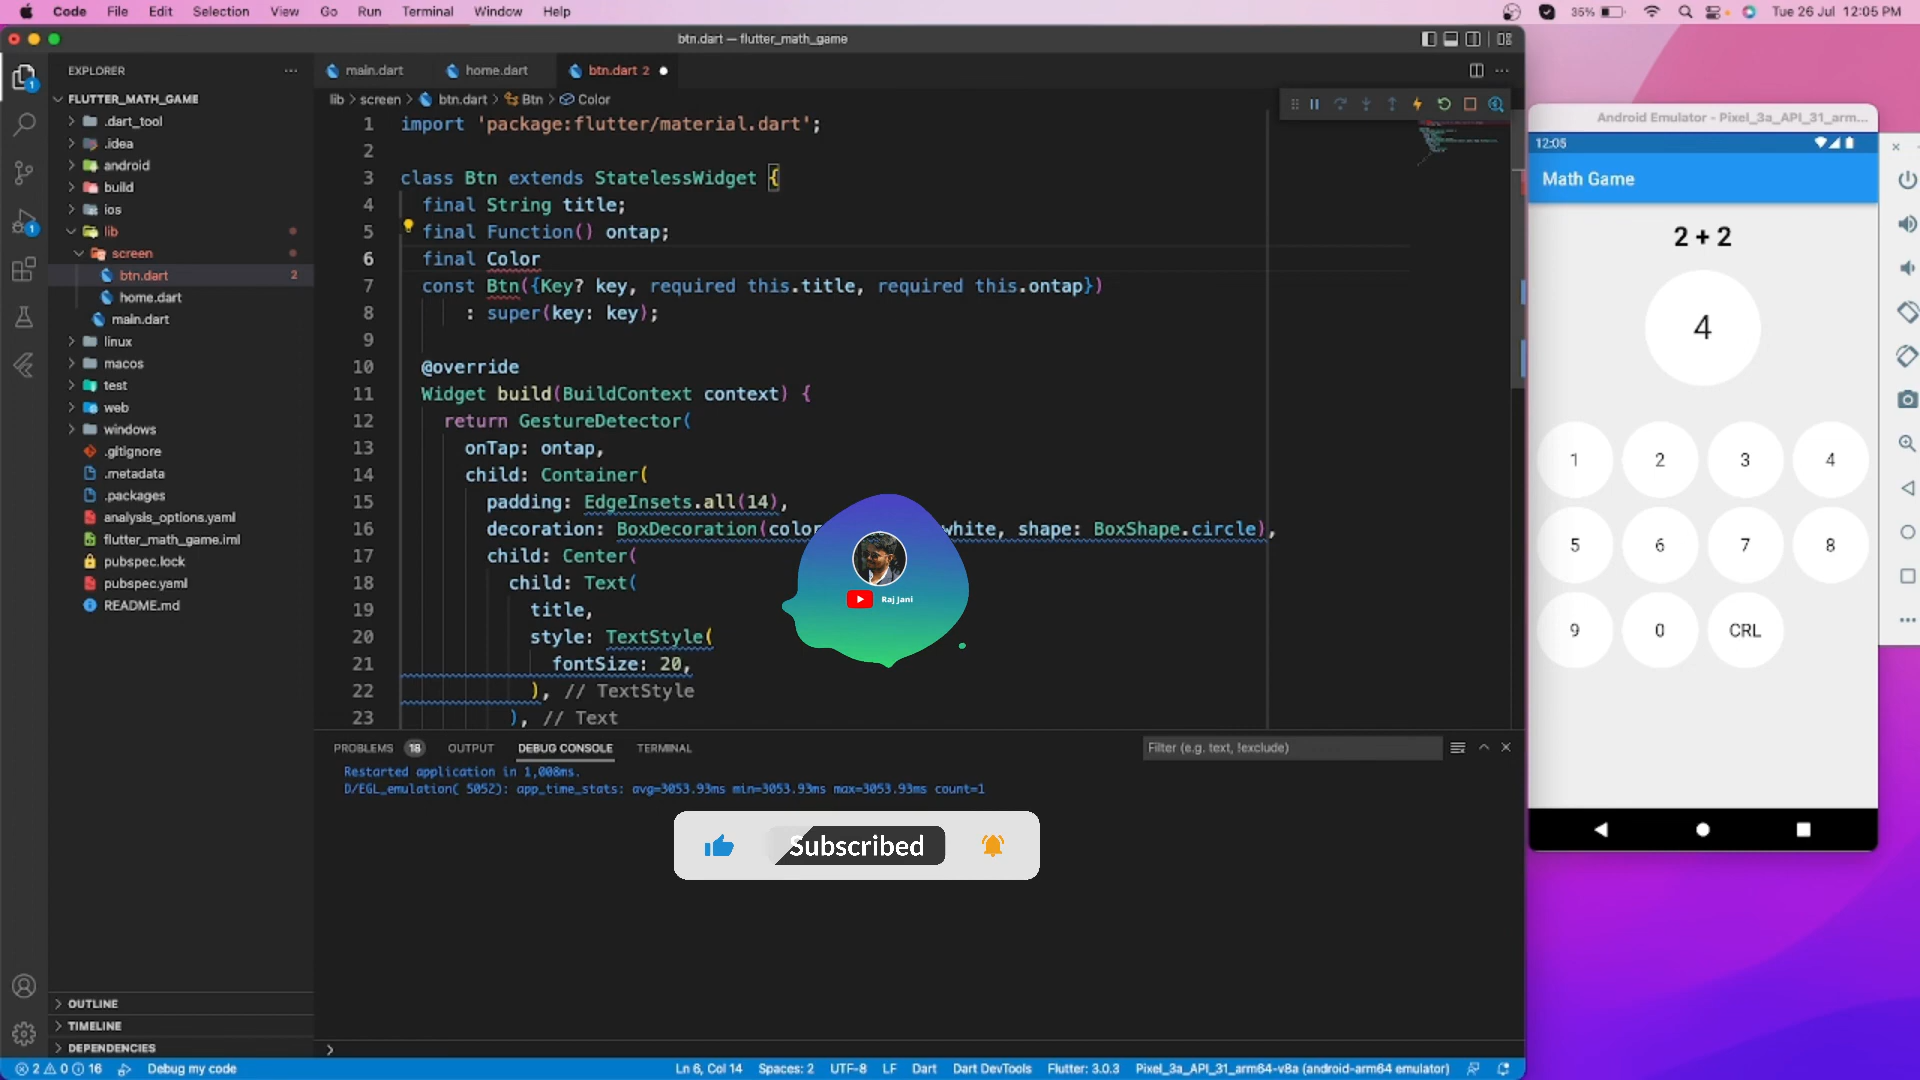 Code File Edit Selection View Go Run Terminal Window Help
35% Tue 26 Jul 12:05 PM
btn.dart — flutter_math_game
EXPLORER
main.dart home.dart btn.dart 2
lib > screen > btn.dart > Btn > Color
FLUTTER_MATH_GAME
.dart_tool
.idea
android
build
ios
lib
screen
btn.dart 2
home.dart
main.dart
linux
macos
test
web
windows
.gitignore
.metadata
.packages
analysis_options.yaml
flutter_math_game.iml
pubspec.lock
pubspec.yaml
README.md
OUTLINE
TIMELINE
DEPENDENCIES
1 import 'package:flutter/material.dart';
2
3 class Btn extends StatelessWidget {
4 final String title;
5 final Function() ontap;
6 final Color
7 const Btn({Key? key, required this.title, required this.ontap})
8 : super(key: key);
9
10 @override
11 Widget build(BuildContext context) {
12 return GestureDetector(
13 onTap: ontap,
14 child: Container(
15 padding: EdgeInsets.all(14),
16 decoration: BoxDecoration(color white, shape: BoxShape.circle),
17 child: Center(
18 child: Text(
19 title,
20 style: TextStyle(
21 fontSize: 20,
22 ), // TextStyle
23 ), // Text
Raj Jani
PROBLEMS 18 OUTPUT DEBUG CONSOLE TERMINAL
Filter (e.g. text, !exclude)
Restarted application in 1,008ms.
D/EGL_emulation( 5052): app_time_stats: avg=3053.93ms min=3053.93ms max=3053.93ms count=1
Subscribed
2 0 16 Debug my code
Ln 6, Col 14 Spaces: 2 UTF-8 LF Dart Dart DevTools Flutter: 3.0.3 Pixel_3a_API_31_arm64-v8a (android-arm64 emulator)
Android Emulator - Pixel_3a_API_31_arm...
12:05
Math Game
2 + 2
4
1 2 3 4
5 6 7 8
9 0 CRL